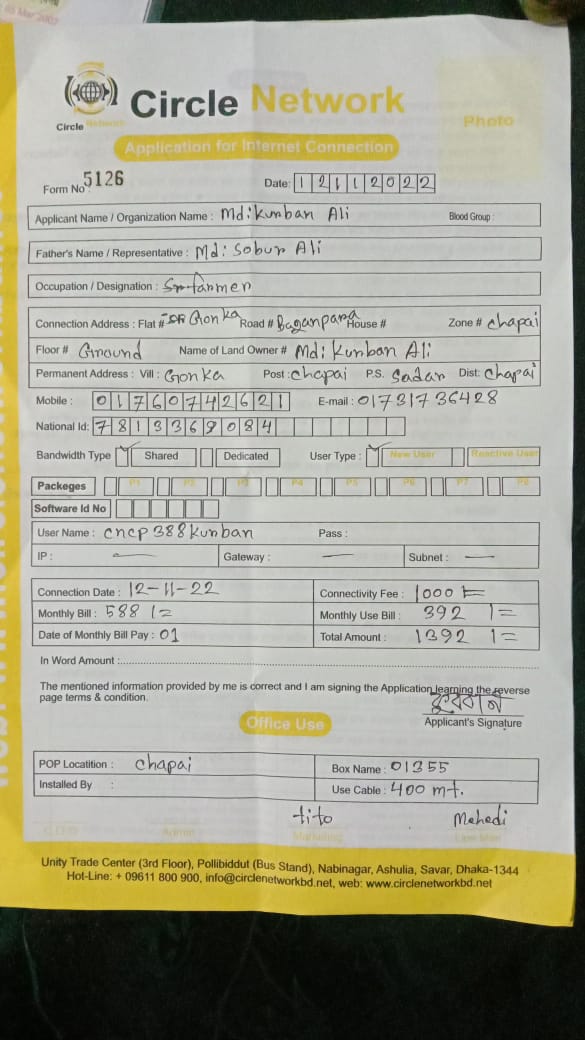 05 Mar 2002
Circle Network
Circle Network
Photo
Application for Internet Connection
Form No : 5126 Date: 12112022
Applicant Name / Organization Name : Md: Kurban Ali Blood Group :
Father's Name / Representative : Md: Sobur Ali
Occupation / Designation :
Connection Address : Flat # Gonka Road # Baganpara House # Zone # Chapai
Floor # Ground Name of Land Owner # Md: Kurban Ali
Permanent Address : Vill : Gonka Post : Chapai P.S. Sadar Dist: Chapai
Mobile : 01760742621 E-mail : 01731736428
National Id: 7813369084
Bandwidth Type Shared Dedicated User Type : New User Reactive User
Packeges P1 P2 P3 P4 P5 P6 P7 P8
Software Id No
User Name : cncp388kurban Pass :
IP : — Gateway : — Subnet : —
Connection Date : 12-11-22 Connectivity Fee : 1000
Monthly Bill : 588 /= Monthly Use Bill : 392 /=
Date of Monthly Bill Pay : 01 Total Amount : 1392 /=
In Word Amount :
The mentioned information provided by me is correct and I am signing the Application learning the reverse
page terms & condition.
কুরবান
Applicant's Signature
Office Use
POP Locatition : Chapai Box Name : 01355
Installed By : Use Cable : 400 mt.
tito Mehedi
Admin Marketing
Unity Trade Center (3rd Floor), Pollibiddut (Bus Stand), Nabinagar, Ashulia, Savar, Dhaka-1344
Hot-Line: + 09611 800 900, info@circlenetworkbd.net, web: www.circlenetworkbd.net